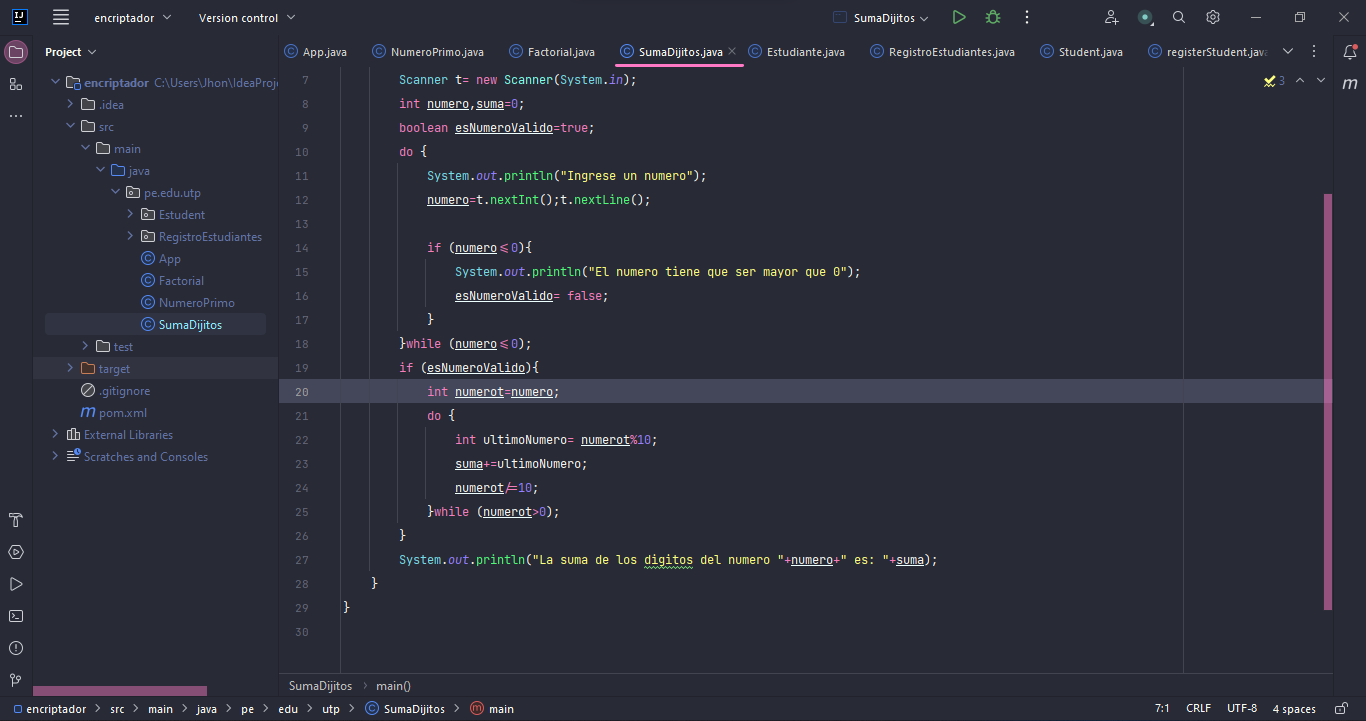 encriptador
Version control
SumaDijitos
Project
App.java
NumeroPrimo.java
Factorial.java
SumaDijitos.java
Estudiante.java
RegistroEstudiantes.java
Student.java
registerStudent.java
encriptador C:\Users\Jhon\IdeaProj
.idea
src
main
java
pe.edu.utp
Estudent
RegistroEstudiantes
App
Factorial
NumeroPrimo
SumaDijitos
test
target
.gitignore
pom.xml
External Libraries
Scratches and Consoles
3
7 Scanner t= new Scanner(System.in);
8 int numero,suma=0;
9 boolean esNumeroValido=true;
10 do {
11 System.out.println("Ingrese un numero");
12 numero=t.nextInt();t.nextLine();
13
14 if (numero<=0){
15 System.out.println("El numero tiene que ser mayor que 0");
16 esNumeroValido= false;
17 }
18 }while (numero<=0);
19 if (esNumeroValido){
20 int numerot=numero;
21 do {
22 int ultimoNumero= numerot%10;
23 suma+=ultimoNumero;
24 numerot/=10;
25 }while (numerot>0);
26 }
27 System.out.println("La suma de los digitos del numero "+numero+" es: "+suma);
28 }
29 }
30
SumaDijitos > main()
encriptador > src > main > java > pe > edu > utp > SumaDijitos > main
7:1 CRLF UTF-8 4 spaces